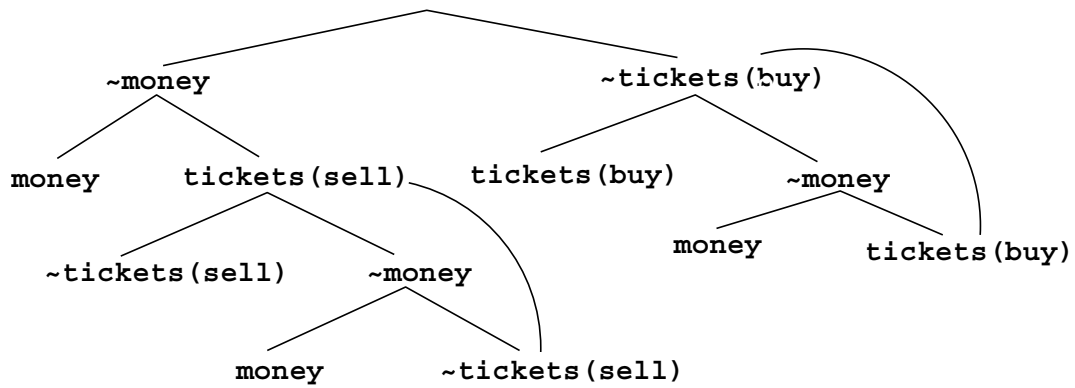 ~money ~tickets(buy)
money tickets(sell) tickets(buy) ~money
money tickets(buy)
~tickets(sell) ~money
money ~tickets(sell)